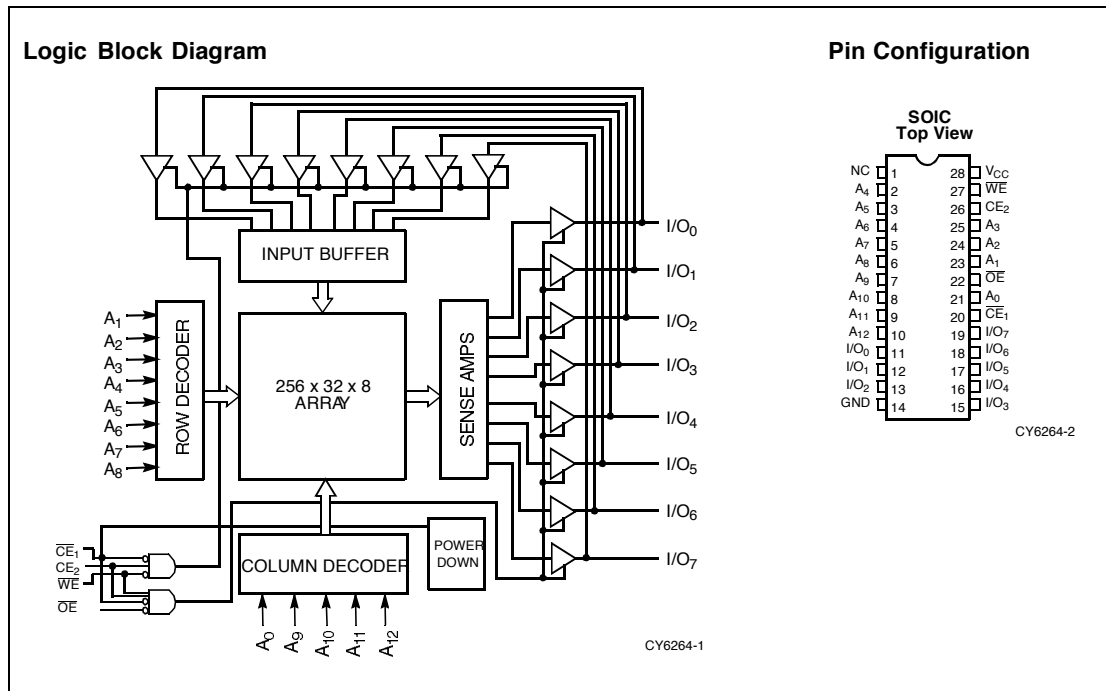 Logic Block Diagram
Pin Configuration
SOIC
Top View
INPUT BUFFER
A1
A2
A3
A4
A5
A6
A7
A8
ROW DECODER
256 x 32 x 8
ARRAY
SENSE AMPS
I/O0
I/O1
I/O2
I/O3
I/O4
I/O5
I/O6
I/O7
CE1
CE2
WE
OE
COLUMN DECODER
POWER
DOWN
A0
A9
A10
A11
A12
CY6264-1
NC 1 28 VCC
A4 2 27 WE
A5 3 26 CE2
A6 4 25 A3
A7 5 24 A2
A8 6 23 A1
A9 7 22 OE
A10 8 21 A0
A11 9 20 CE1
A12 10 19 I/O7
I/O0 11 18 I/O6
I/O1 12 17 I/O5
I/O2 13 16 I/O4
GND 14 15 I/O3
CY6264-2